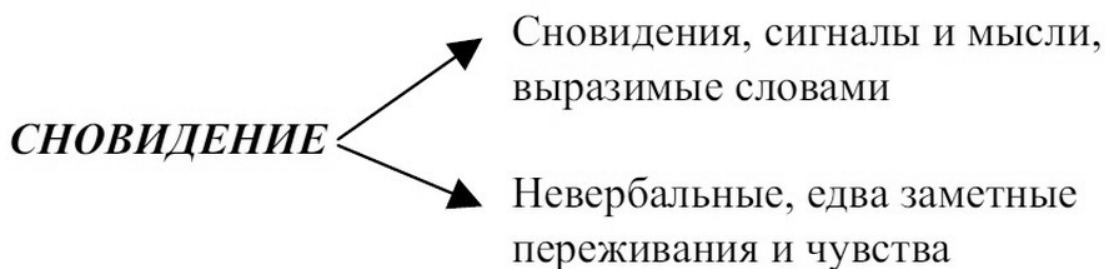 Сновидения, сигналы и мысли,
выразимые словами
СНОВИДЕНИЕ
Невербальные, едва заметные
переживания и чувства